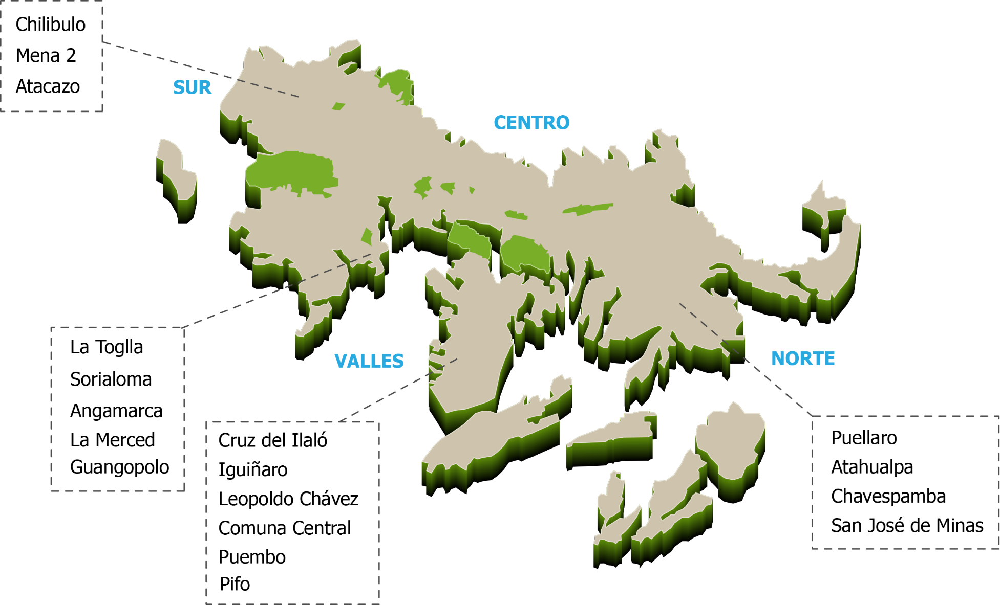 Chilibulo
Mena 2
Atacazo
SUR
CENTRO
VALLES
NORTE
La Toglla
Sorialoma
Angamarca
La Merced
Guangopolo
Cruz del Ilaló
Iguiñaro
Leopoldo Chávez
Comuna Central
Puembo
Pifo
Puellaro
Atahualpa
Chavespamba
San José de Minas